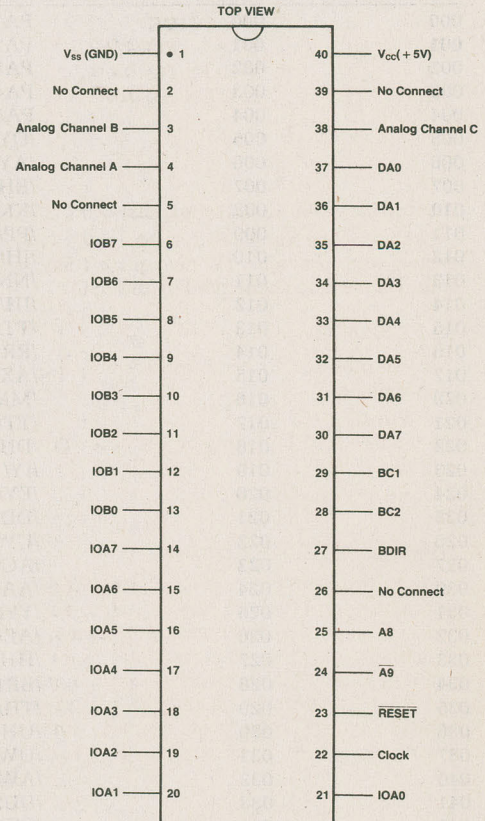 TOP VIEW
Vss (GND) 1 40 Vcc(+5V)
No Connect 2 39 No Connect
Analog Channel B 3 38 Analog Channel C
Analog Channel A 4 37 DA0
No Connect 5 36 DA1
IOB7 6 35 DA2
IOB6 7 34 DA3
IOB5 8 33 DA4
IOB4 9 32 DA5
IOB3 10 31 DA6
IOB2 11 30 DA7
IOB1 12 29 BC1
IOB0 13 28 BC2
IOA7 14 27 BDIR
IOA6 15 26 No Connect
IOA5 16 25 A8
IOA4 17 24 A9
IOA3 18 23 RESET
IOA2 19 22 Clock
IOA1 20 21 IOA0